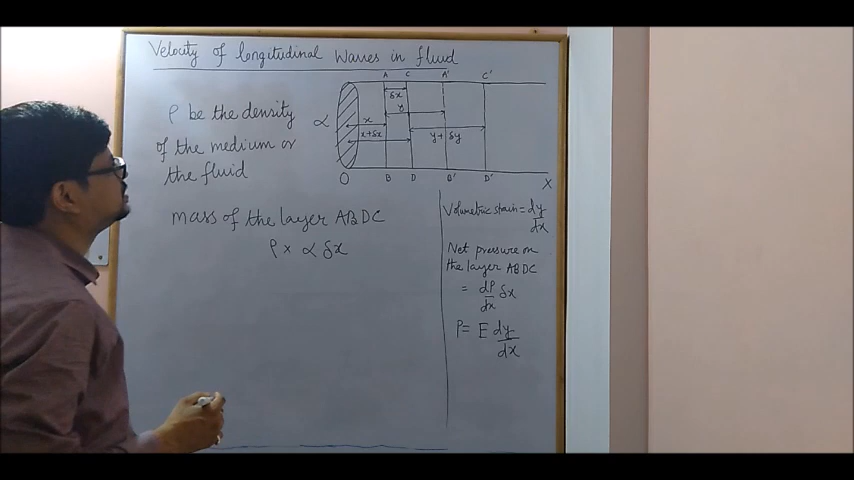 Velocity of longitudinal waves in fluid
ρ be the density
of the medium or
the fluid
α
A C A' C'
δx
y
x
x+δx
y+δy
O B D B' D' X
mass of the layer ABDC
ρ × α δx
Volumetric strain = dy/dx
Net pressure on
the layer ABDC
= dP/dx δx
P = E dy/dx